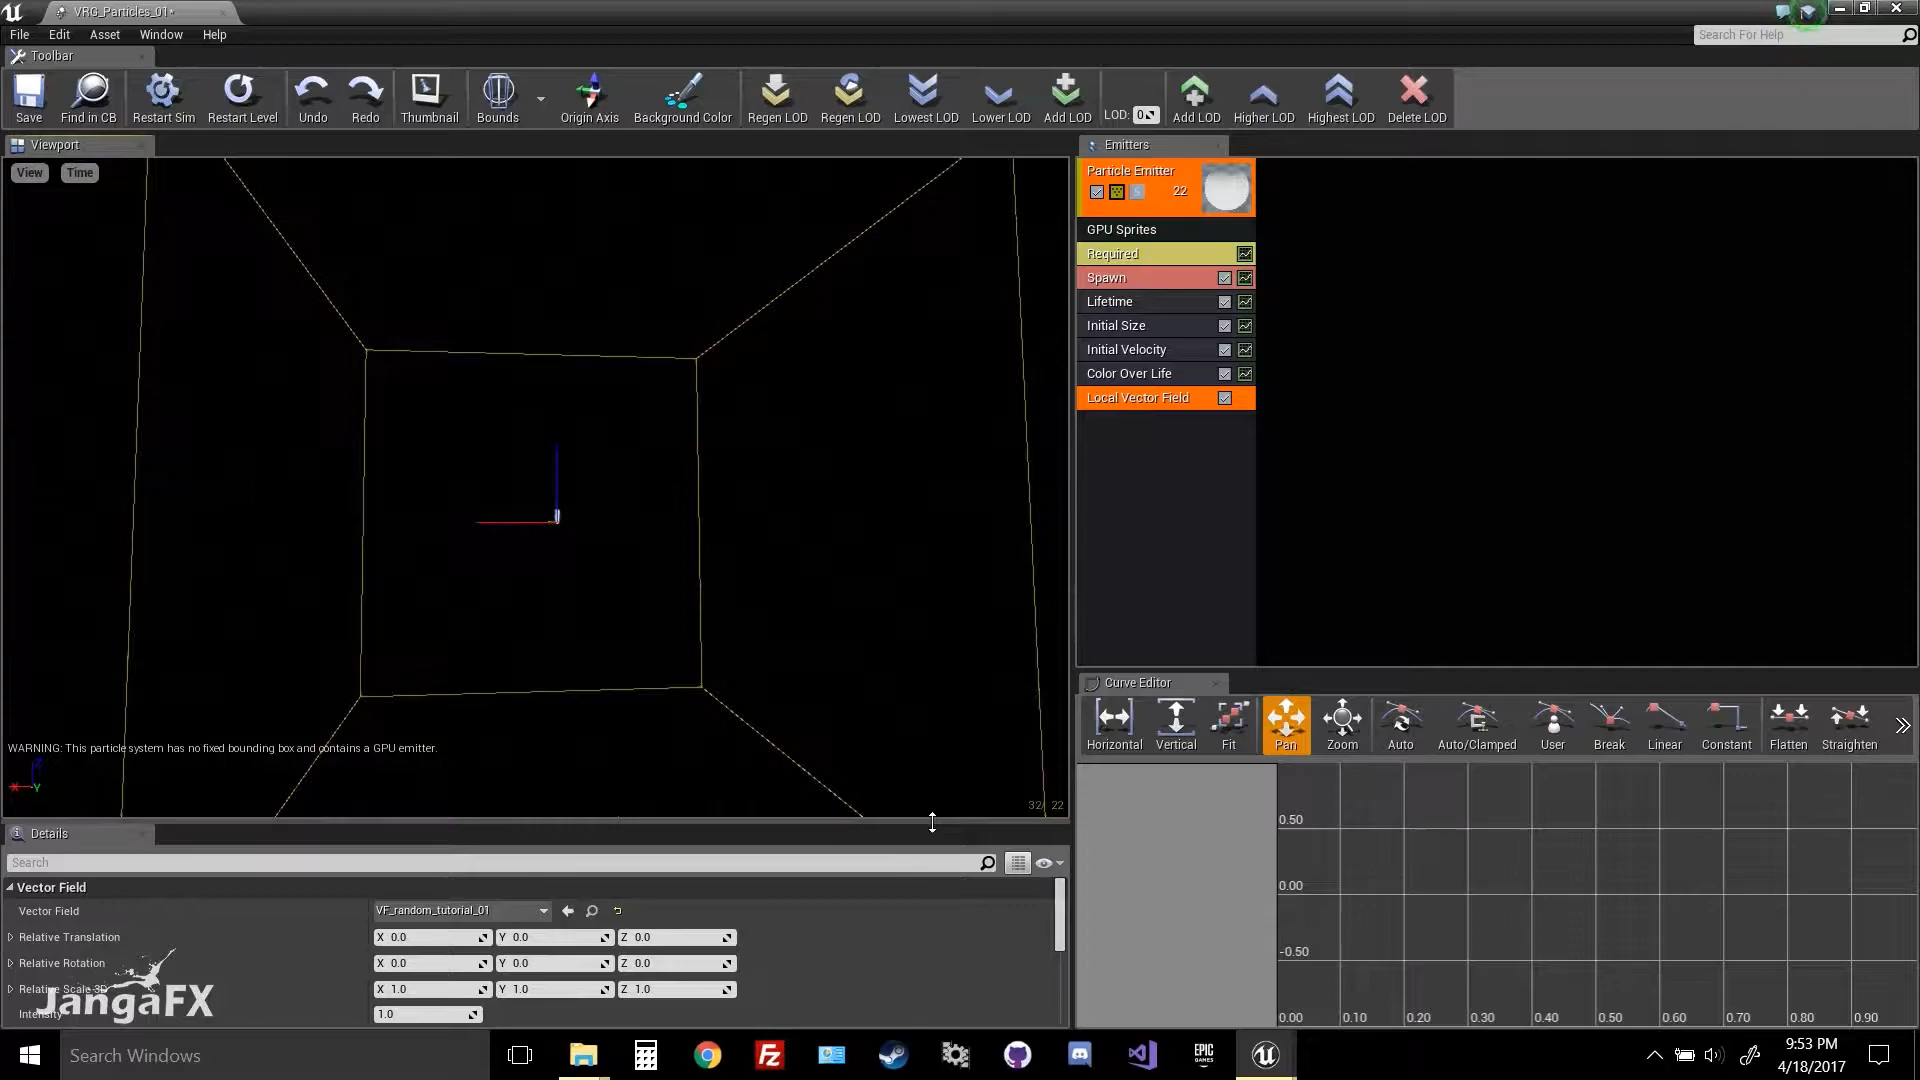 VRG_Particles_01*
File Edit Asset Window Help
Search For Help
Toolbar
Save Find in CB Restart Sim Restart Level Undo Redo Thumbnail Bounds Origin Axis Background Color Regen LOD Regen LOD Lowest LOD Lower LOD Add LOD LOD: 0 Add LOD Higher LOD Highest LOD Delete LOD
Viewport
View Time
WARNING: This particle system has no fixed bounding box and contains a GPU emitter.
Z
X Y
32/ 22
Emitters
Particle Emitter
S 22
GPU Sprites
Required
Spawn
Lifetime
Initial Size
Initial Velocity
Color Over Life
Local Vector Field
Curve Editor
Horizontal Vertical Fit Pan Zoom Auto Auto/Clamped User Break Linear Constant Flatten Straighten
0.50
0.00
-0.50
0.00 0.10 0.20 0.30 0.40 0.50 0.60 0.70 0.80 0.90
Details
Search
Vector Field
Vector Field VF_random_tutorial_01
Relative Translation X 0.0 Y 0.0 Z 0.0
Relative Rotation X 0.0 Y 0.0 Z 0.0
Relative Scale 3D X 1.0 Y 1.0 Z 1.0
Intensity 1.0
JangaFX
Search Windows
EPIC GAMES
9:53 PM
4/18/2017